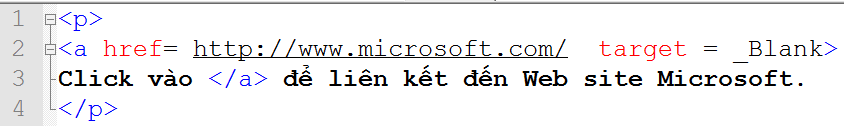 1 <p>
2 <a href= http://www.microsoft.com/  target = _Blank>
3 Click vào </a> để liên kết đến Web site Microsoft.
4 </p>